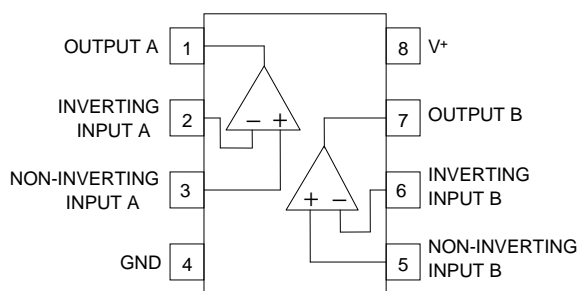 OUTPUT A 1
INVERTING
INPUT A
2
NON-INVERTING
INPUT A
3
GND 4
8 V+
7 OUTPUT B
6
INVERTING
INPUT B
5
NON-INVERTING
INPUT B
− +
+ −